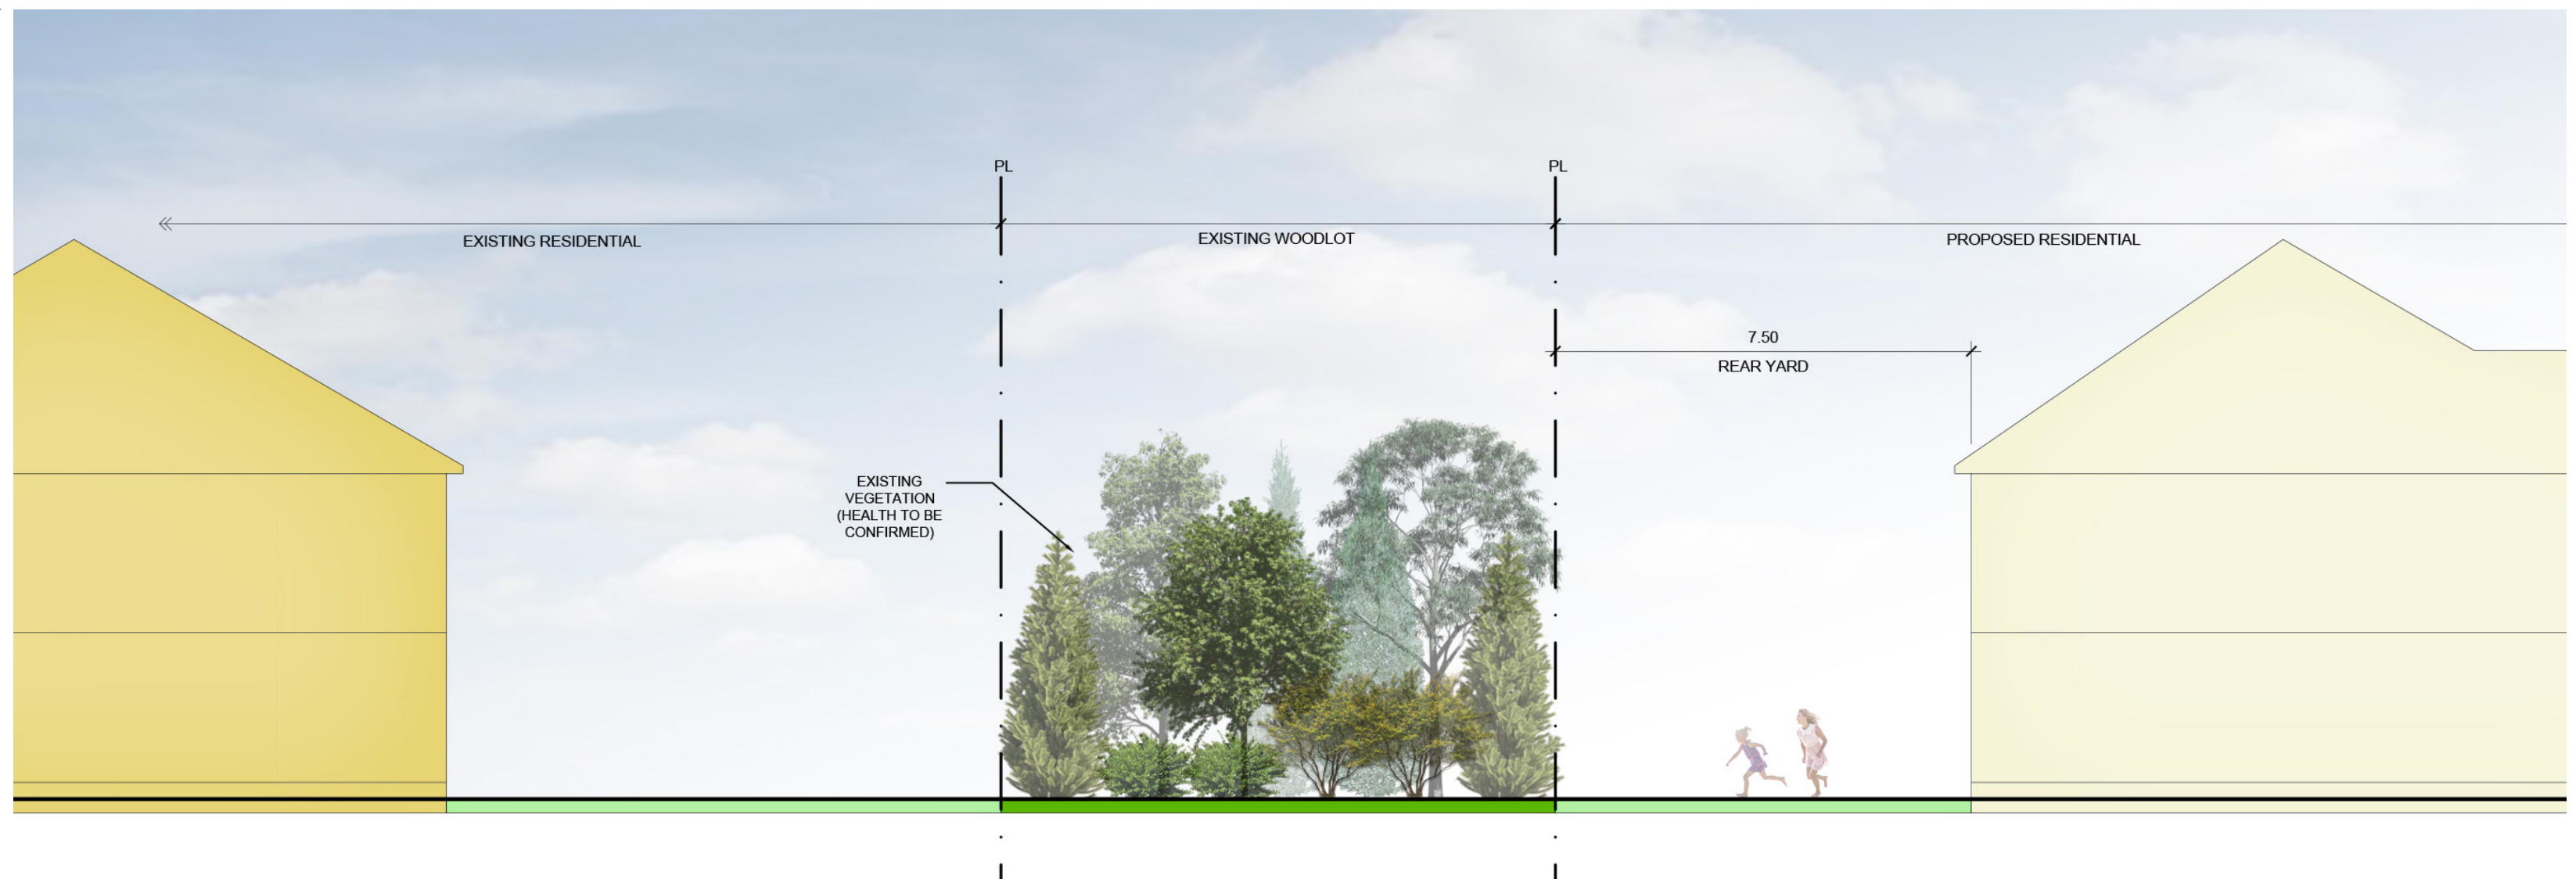 PL
PL
EXISTING RESIDENTIAL
EXISTING WOODLOT
PROPOSED RESIDENTIAL
7.50
REAR YARD
EXISTING
VEGETATION
(HEALTH TO BE
CONFIRMED)